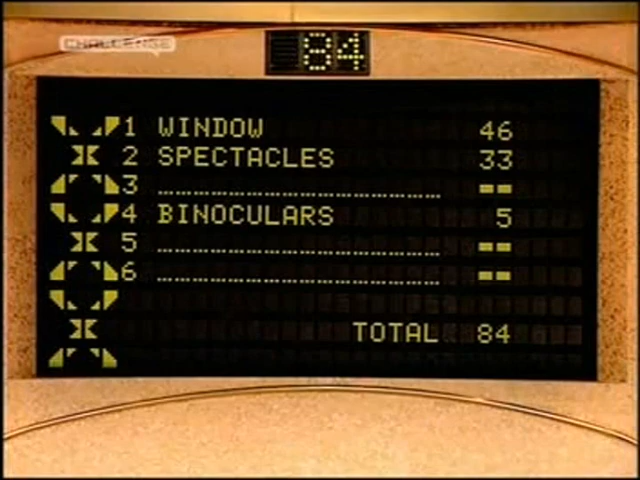 CHALLENGE
84
1 WINDOW 46
2 SPECTACLES 33
3 ................................... --
4 BINOCULARS 5
5 ................................... --
6 ................................... --
TOTAL 84